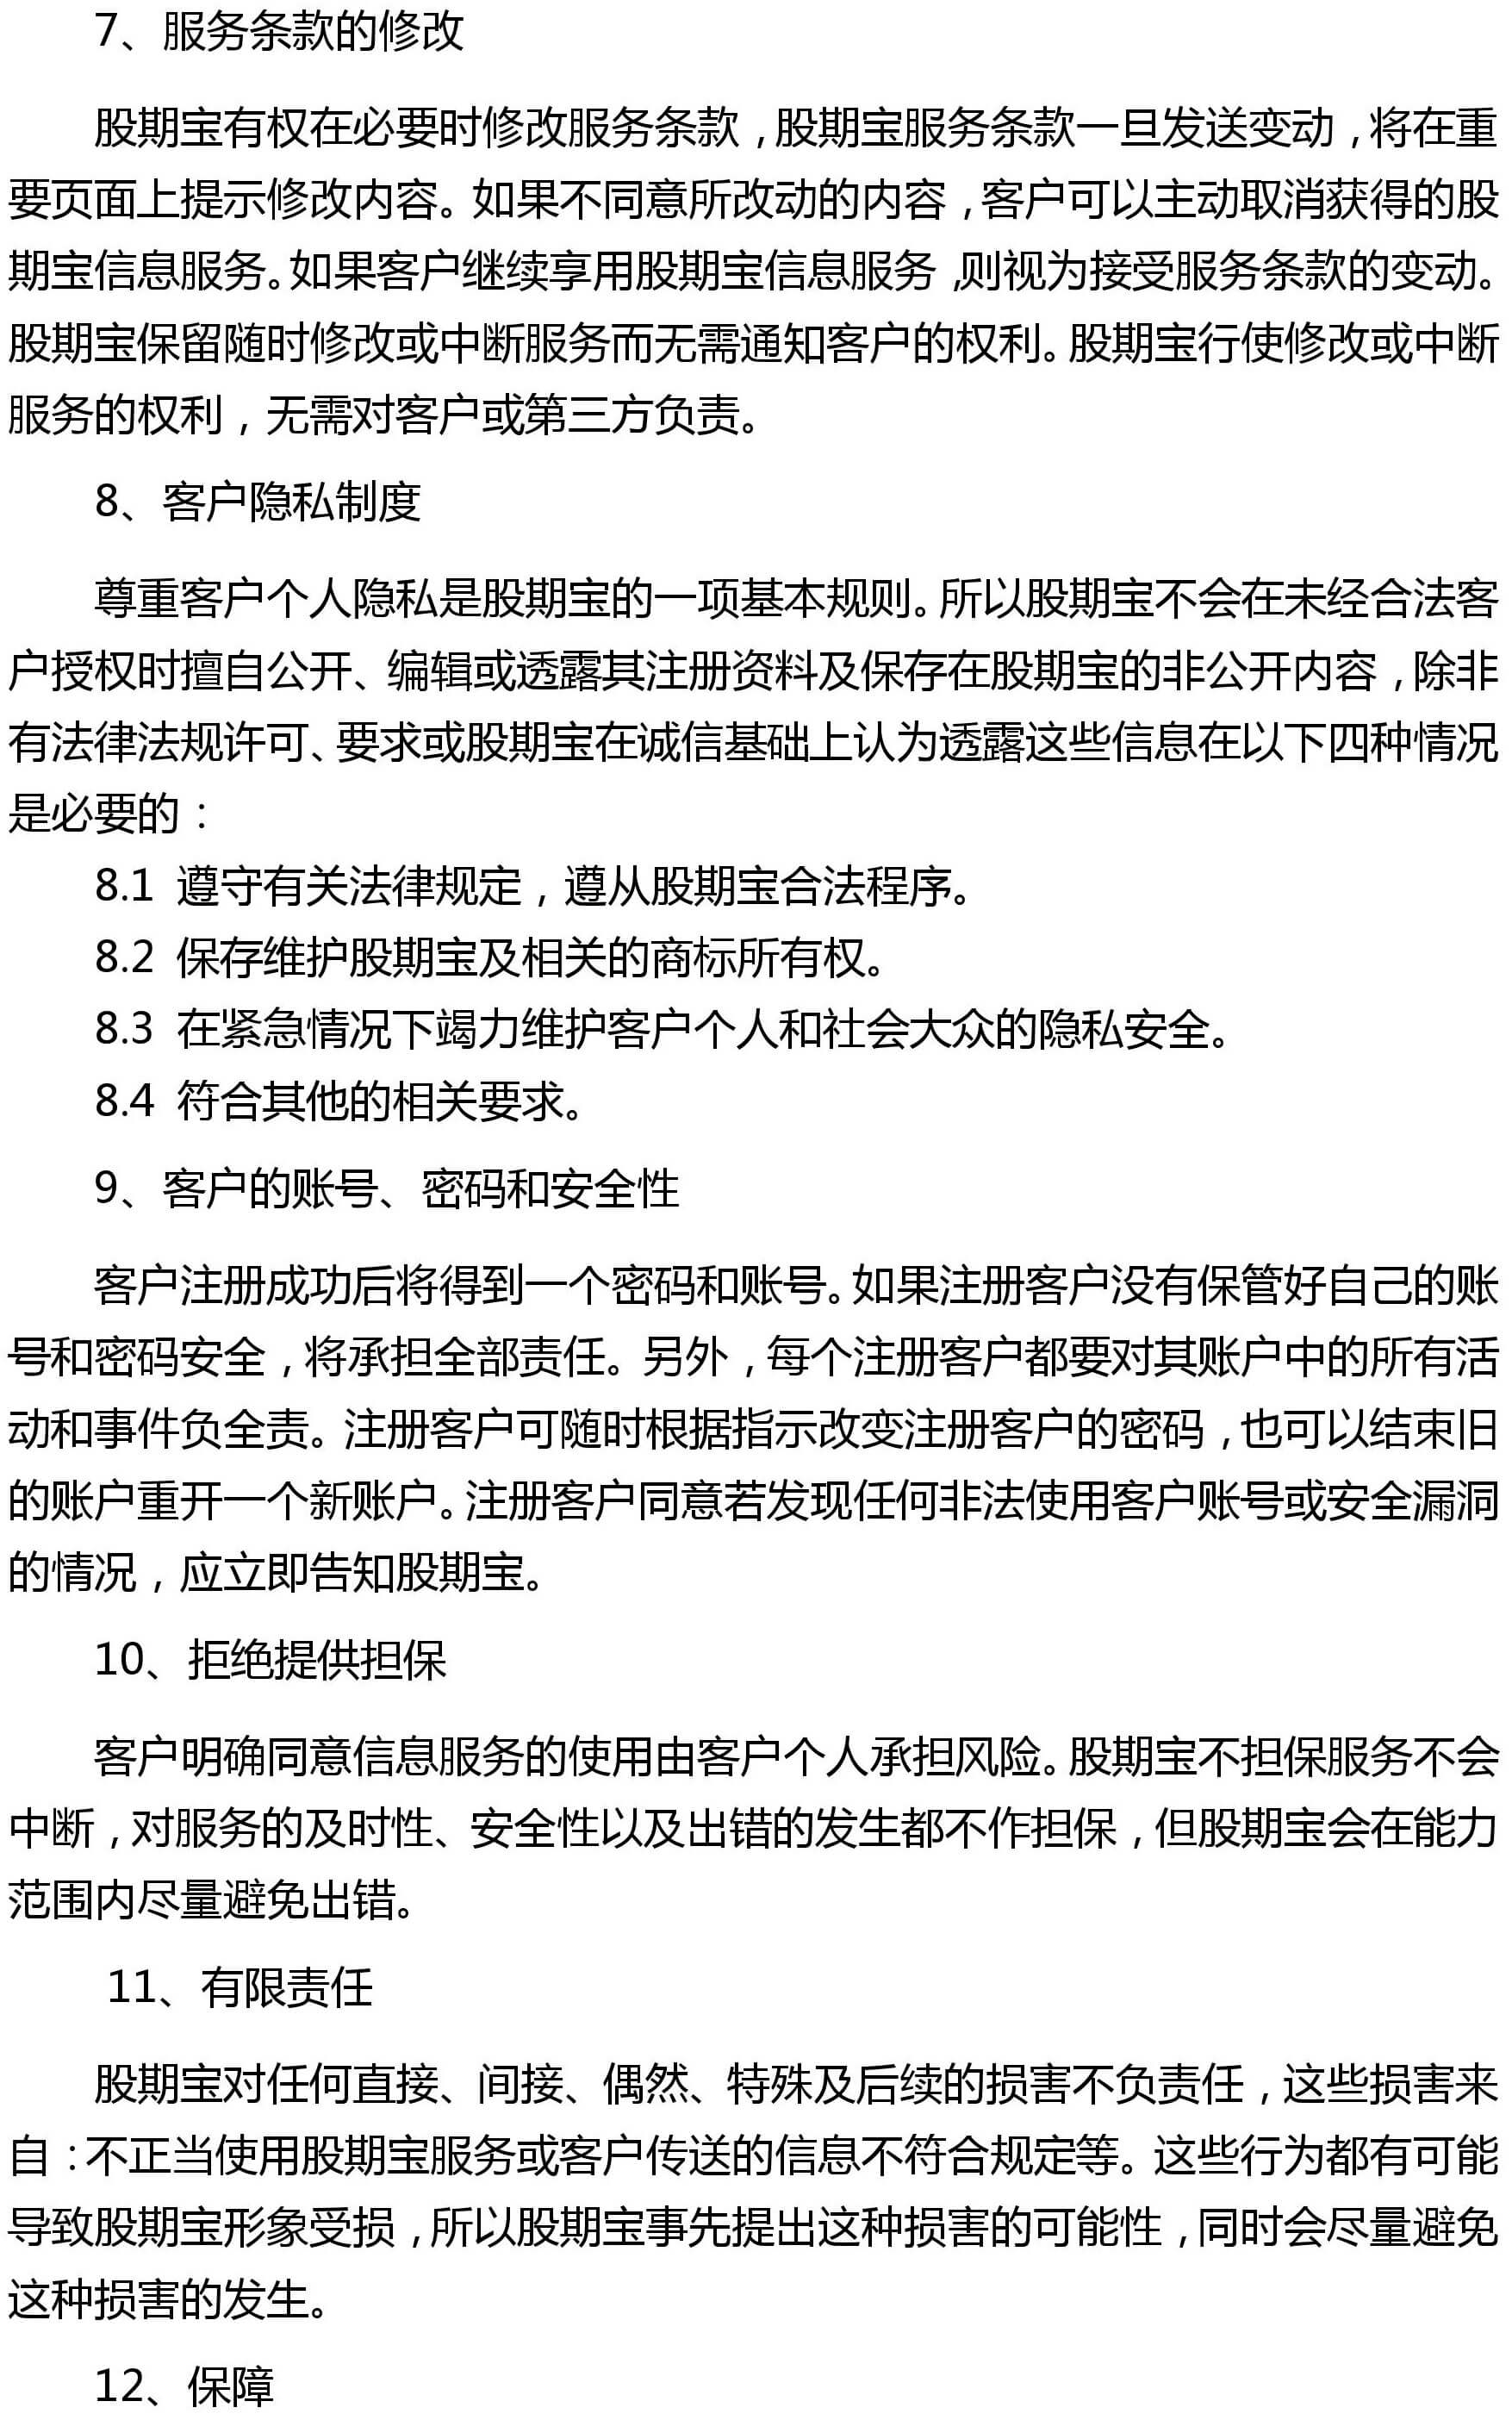 7、服务条款的修改
股期宝有权在必要时修改服务条款，股期宝服务条款一旦发送变动，将在重
要页面上提示修改内容。如果不同意所改动的内容，客户可以主动取消获得的股
期宝信息服务。如果客户继续享用股期宝信息服务，则视为接受服务条款的变动。
股期宝保留随时修改或中断服务而无需通知客户的权利。股期宝行使修改或中断
服务的权利，无需对客户或第三方负责。
8、客户隐私制度
尊重客户个人隐私是股期宝的一项基本规则。所以股期宝不会在未经合法客
户授权时擅自公开、编辑或透露其注册资料及保存在股期宝的非公开内容，除非
有法律法规许可、要求或股期宝在诚信基础上认为透露这些信息在以下四种情况
是必要的：
8.1 遵守有关法律规定，遵从股期宝合法程序。
8.2 保存维护股期宝及相关的商标所有权。
8.3 在紧急情况下竭力维护客户个人和社会大众的隐私安全。
8.4 符合其他的相关要求。
9、客户的账号、密码和安全性
客户注册成功后将得到一个密码和账号。如果注册客户没有保管好自己的账
号和密码安全，将承担全部责任。另外，每个注册客户都要对其账户中的所有活
动和事件负全责。注册客户可随时根据指示改变注册客户的密码，也可以结束旧
的账户重开一个新账户。注册客户同意若发现任何非法使用客户账号或安全漏洞
的情况，应立即告知股期宝。
10、拒绝提供担保
客户明确同意信息服务的使用由客户个人承担风险。股期宝不担保服务不会
中断，对服务的及时性、安全性以及出错的发生都不作担保，但股期宝会在能力
范围内尽量避免出错。
11、有限责任
股期宝对任何直接、间接、偶然、特殊及后续的损害不负责任，这些损害来
自：不正当使用股期宝服务或客户传送的信息不符合规定等。这些行为都有可能
导致股期宝形象受损，所以股期宝事先提出这种损害的可能性，同时会尽量避免
这种损害的发生。
12、保障